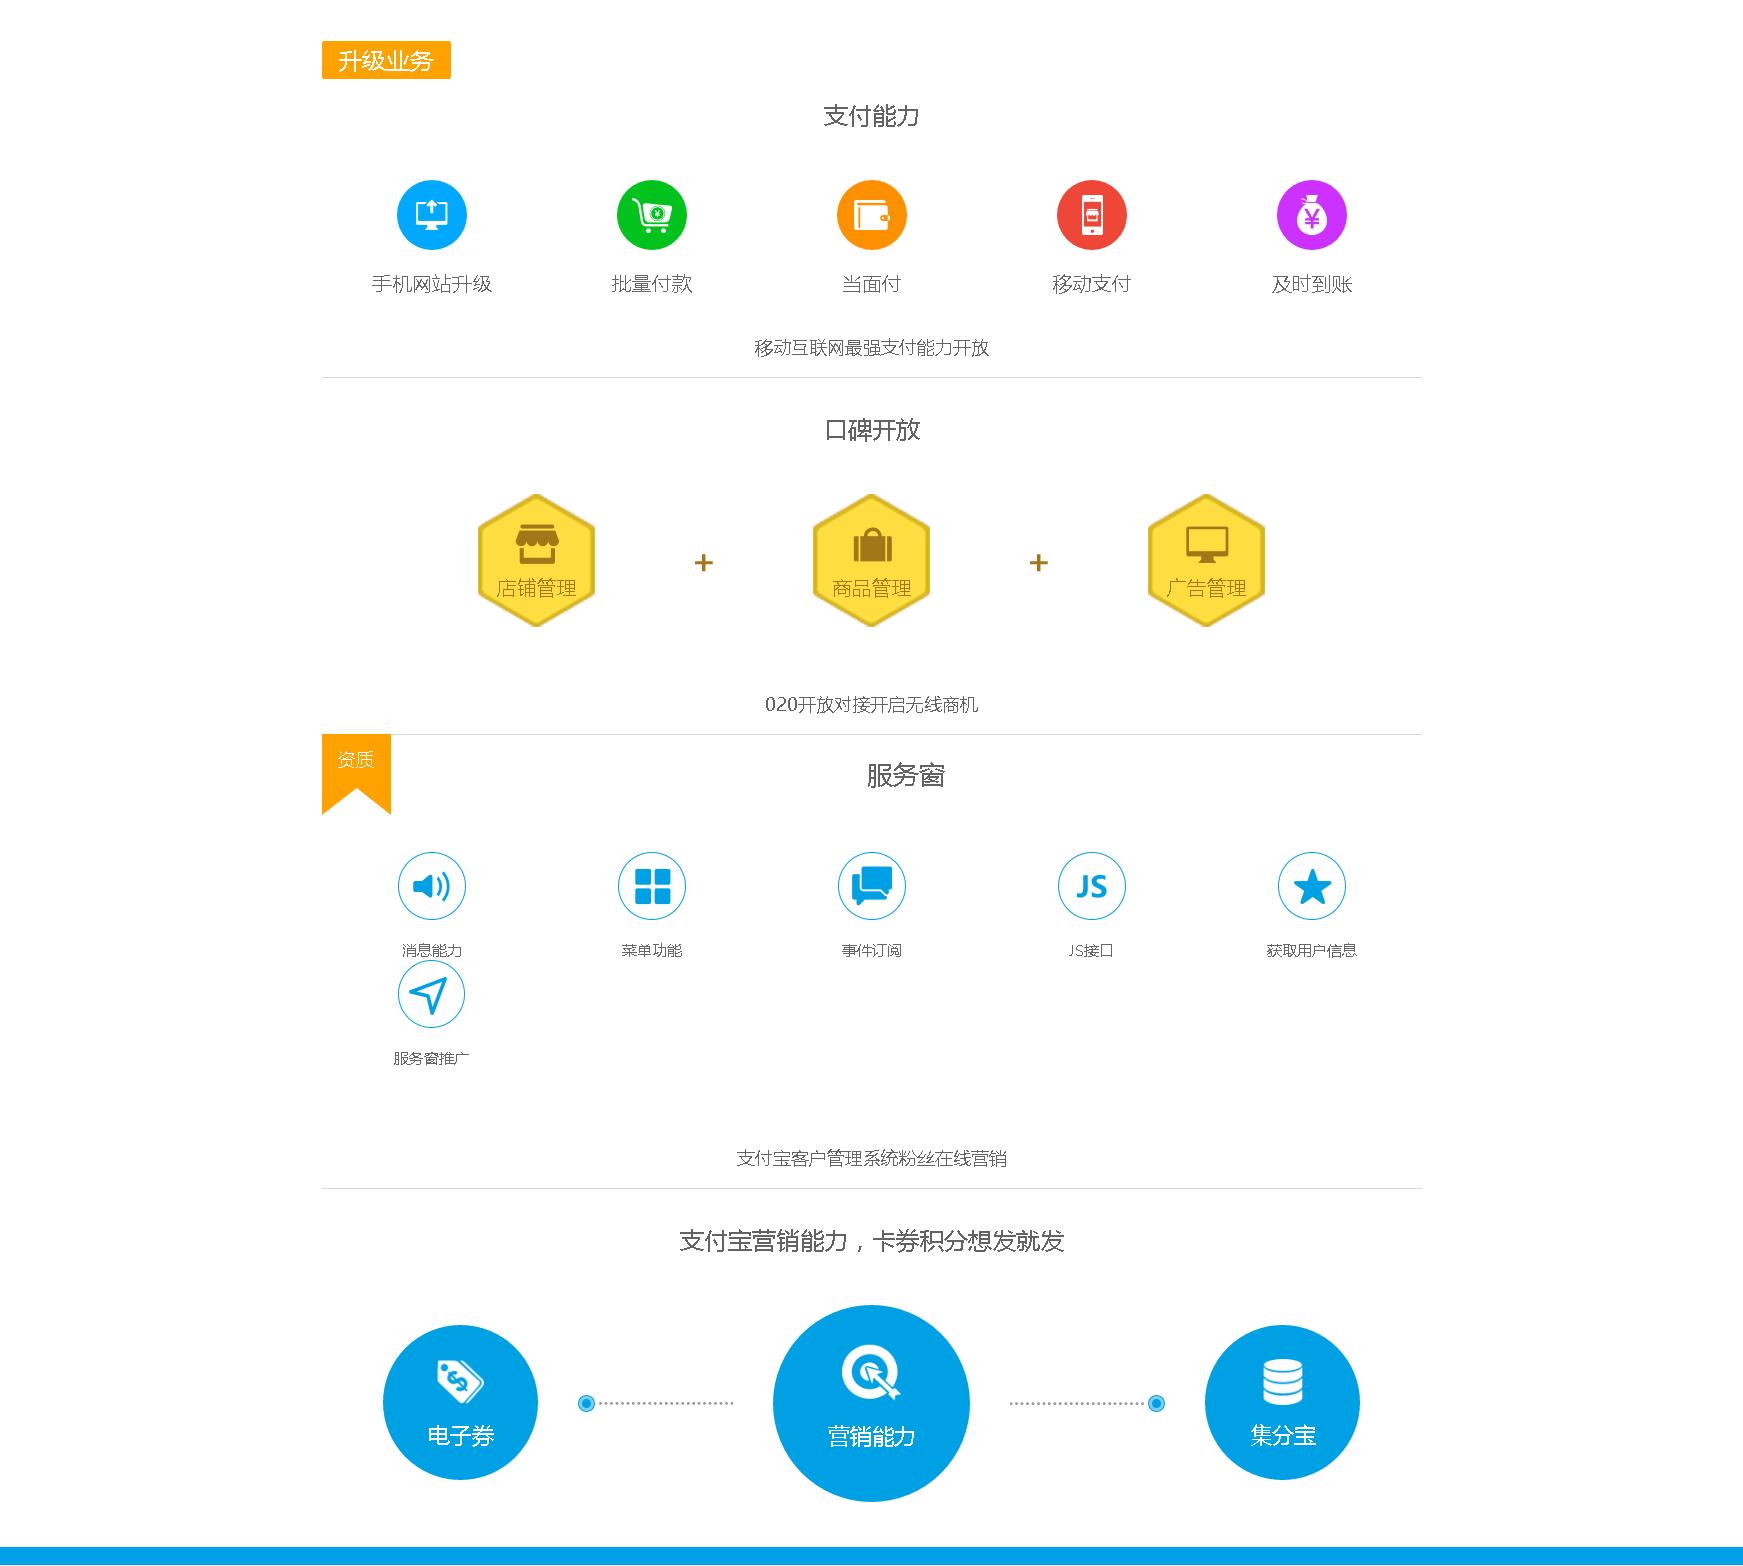 升级业务
支付能力
手机网站升级
批量付款
当面付
移动支付
及时到账
移动互联网最强支付能力开放
口碑开放
店铺管理
+
商品管理
+
广告管理
020开放对接开启无线商机
资质
服务窗
JS
消息能力
菜单功能
事件订阅
JS接口
获取用户信息
服务窗推广
支付宝客户管理系统粉丝在线营销
支付宝营销能力，卡券积分想发就发
电子券
营销能力
集分宝